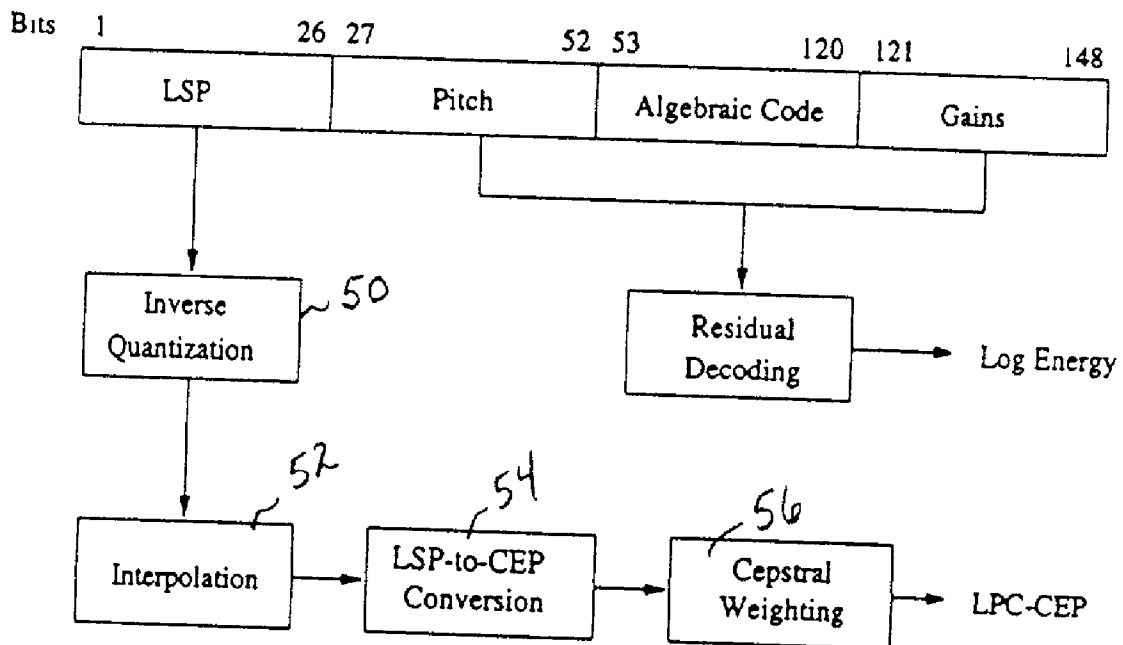 Bits 1 26 27 52 53 120 121 148
LSP Pitch Algebraic Code Gains
Inverse
Quantization
50
Residual
Decoding
Log Energy
52
54
56
Interpolation
LSP-to-CEP
Conversion
Cepstral
Weighting
LPC-CEP